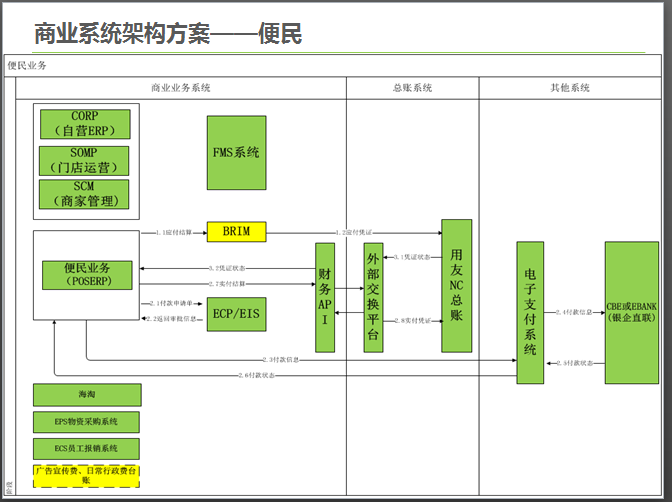 商业系统架构方案——便民
便民业务
商业业务系统
总账系统
其他系统
CORP
（自营ERP）
SOMP
（门店运营）
SCM
（商家管理）
FMS系统
1.1应付结算
BRIM
1.2应付凭证
便民业务
（POSERP）
3.2凭证状态
2.7实付结算
2.1付款申请单
2.2返回审批信息
ECP/EIS
财务API
外部交换平台
3.1凭证状态
2.8实付凭证
用友NC总账
电子支付系统
2.4付款信息
2.5付款状态
CBE或EBANK
(银企直联)
2.3付款信息
2.6付款状态
海淘
EPS物资采购系统
ECS员工报销系统
广告宣传费、日常行政费台
账
阶段